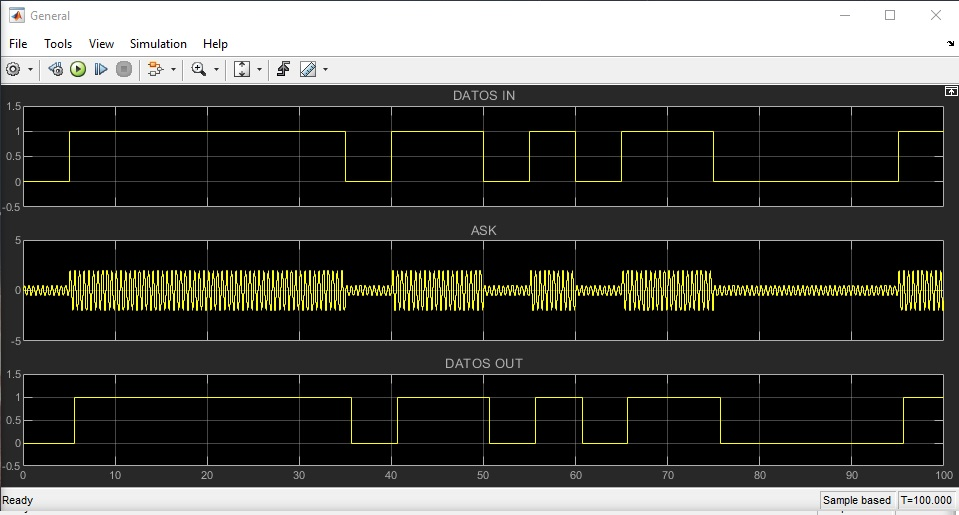 General
File Tools View Simulation Help
DATOS IN
1.5
1
0.5
0
-0.5
ASK
5
0
-5
DATOS OUT
1.5
1
0.5
0
-0.5
0 10 20 30 40 50 60 70 80 90 100
Ready Sample based T=100.000